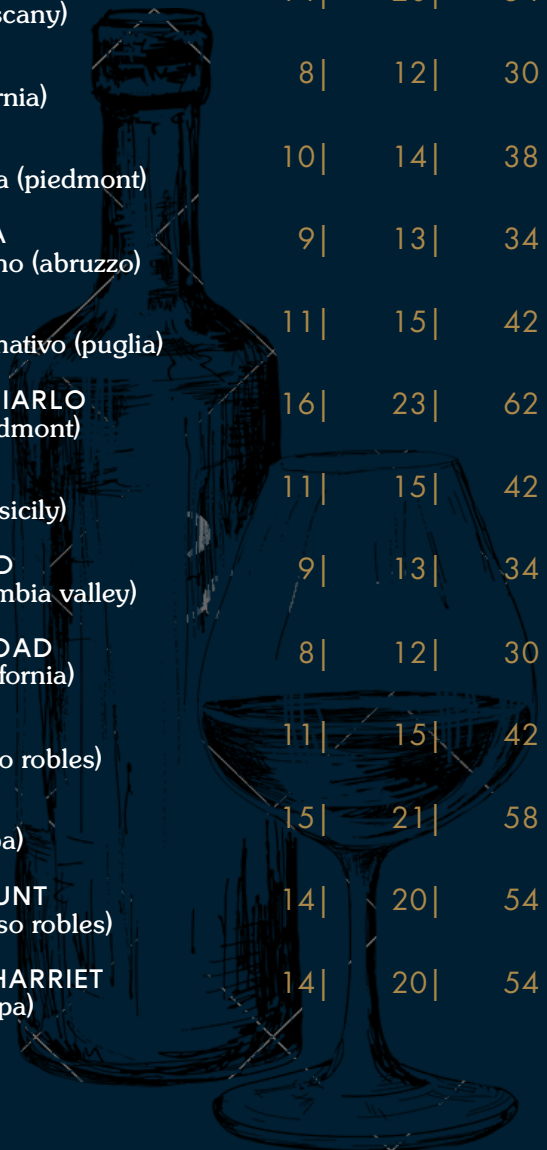 scany)
8| 12| 30
rnia)
10| 14| 38
a (piedmont)
A 9| 13| 34
no (abruzzo)
11| 15| 42
nativo (puglia)
IARLO 16| 23| 62
dmont)
11| 15| 42
sicily)
D 9| 13| 34
mbia valley)
OAD 8| 12| 30
fornia)
11| 15| 42
o robles)
15| 21| 58
pa)
UNT 14| 20| 54
so robles)
HARRIET 14| 20| 54
pa)